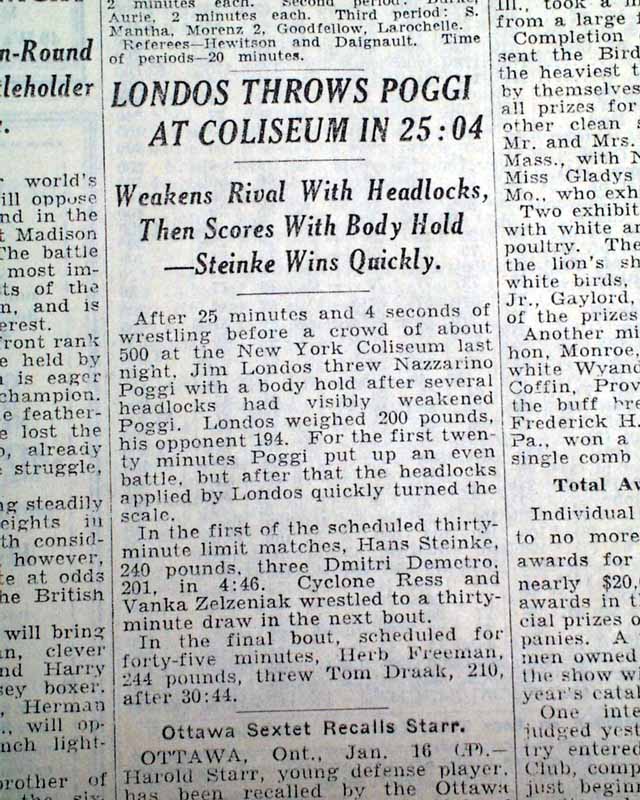 2 minutes each. Second period: Burke,
Aurie, 2 minutes each. Third period: S.
Mantha, Morenz 2, Goodfellow, Larochelle.
Referees—Hewitson and Daignault. Time
of periods—20 minutes.
LONDOS THROWS POGGI
AT COLISEUM IN 25:04
Weakens Rival With Headlocks,
Then Scores With Body Hold
—Steinke Wins Quickly.
After 25 minutes and 4 seconds of
wrestling before a crowd of about
500 at the New York Coliseum last
night, Jim Londos threw Nazzarino
Poggi with a body hold after several
headlocks had visibly weakened
Poggi. Londos weighed 200 pounds,
his opponent 194. For the first twen-
ty minutes Poggi put up an even
battle, but after that the headlocks
applied by Londos quickly turned the
scale.
In the first of the scheduled thirty-
minute limit matches, Hans Steinke,
240 pounds, three Dmitri Demetro,
201, in 4:46. Cyclone Ress and
Vanka Zelzeniak wrestled to a thirty-
minute draw in the next bout.
In the final bout, scheduled for
forty-five minutes, Herb Freeman,
244 pounds, threw Tom Draak, 210,
after 30:44.
Ottawa Sextet Recalls Starr.
OTTAWA, Ont., Jan. 16 (P).—
Harold Starr, young defense player,
has been recalled by the Ottawa
n-Round
tleholder
r.
r world's
ill oppose
nd in the
t Madison
The battle
most im-
ts of the
n, and is
erest.
front rank
e held by
n is eager
champion.
e feather-
e lost the
o, already
struggle,
ng steadily
eights in
th consid-
however,
te at odds
he British
will bring
an, clever
nd Harry
sey boxer.
, Herman
., will op-
nch light-
brother of
the six-
Ill., took a
from a large
Completion
sent the Bird
the heaviest t
by themselves
all prizes for
other clean s
Mr. and Mrs.
Mass., with N
Miss Gladys
Mo., who exh
Two exhibit
with white an
poultry. The
the lion's sh
white birds,
Jr., Gaylord,
of the prizes
Another mi
hon, Monroe,
white Wyand
Coffin, Prov
the buff bre
Frederick H.
Pa., won a
single comb
Total Aw
Individual
to no more
awards for
nearly $20,
awards in t
cial prizes o
panies. A
men owned
the show wi
year's catal
One inte
judged yest
try entered
Club, comp
just begin